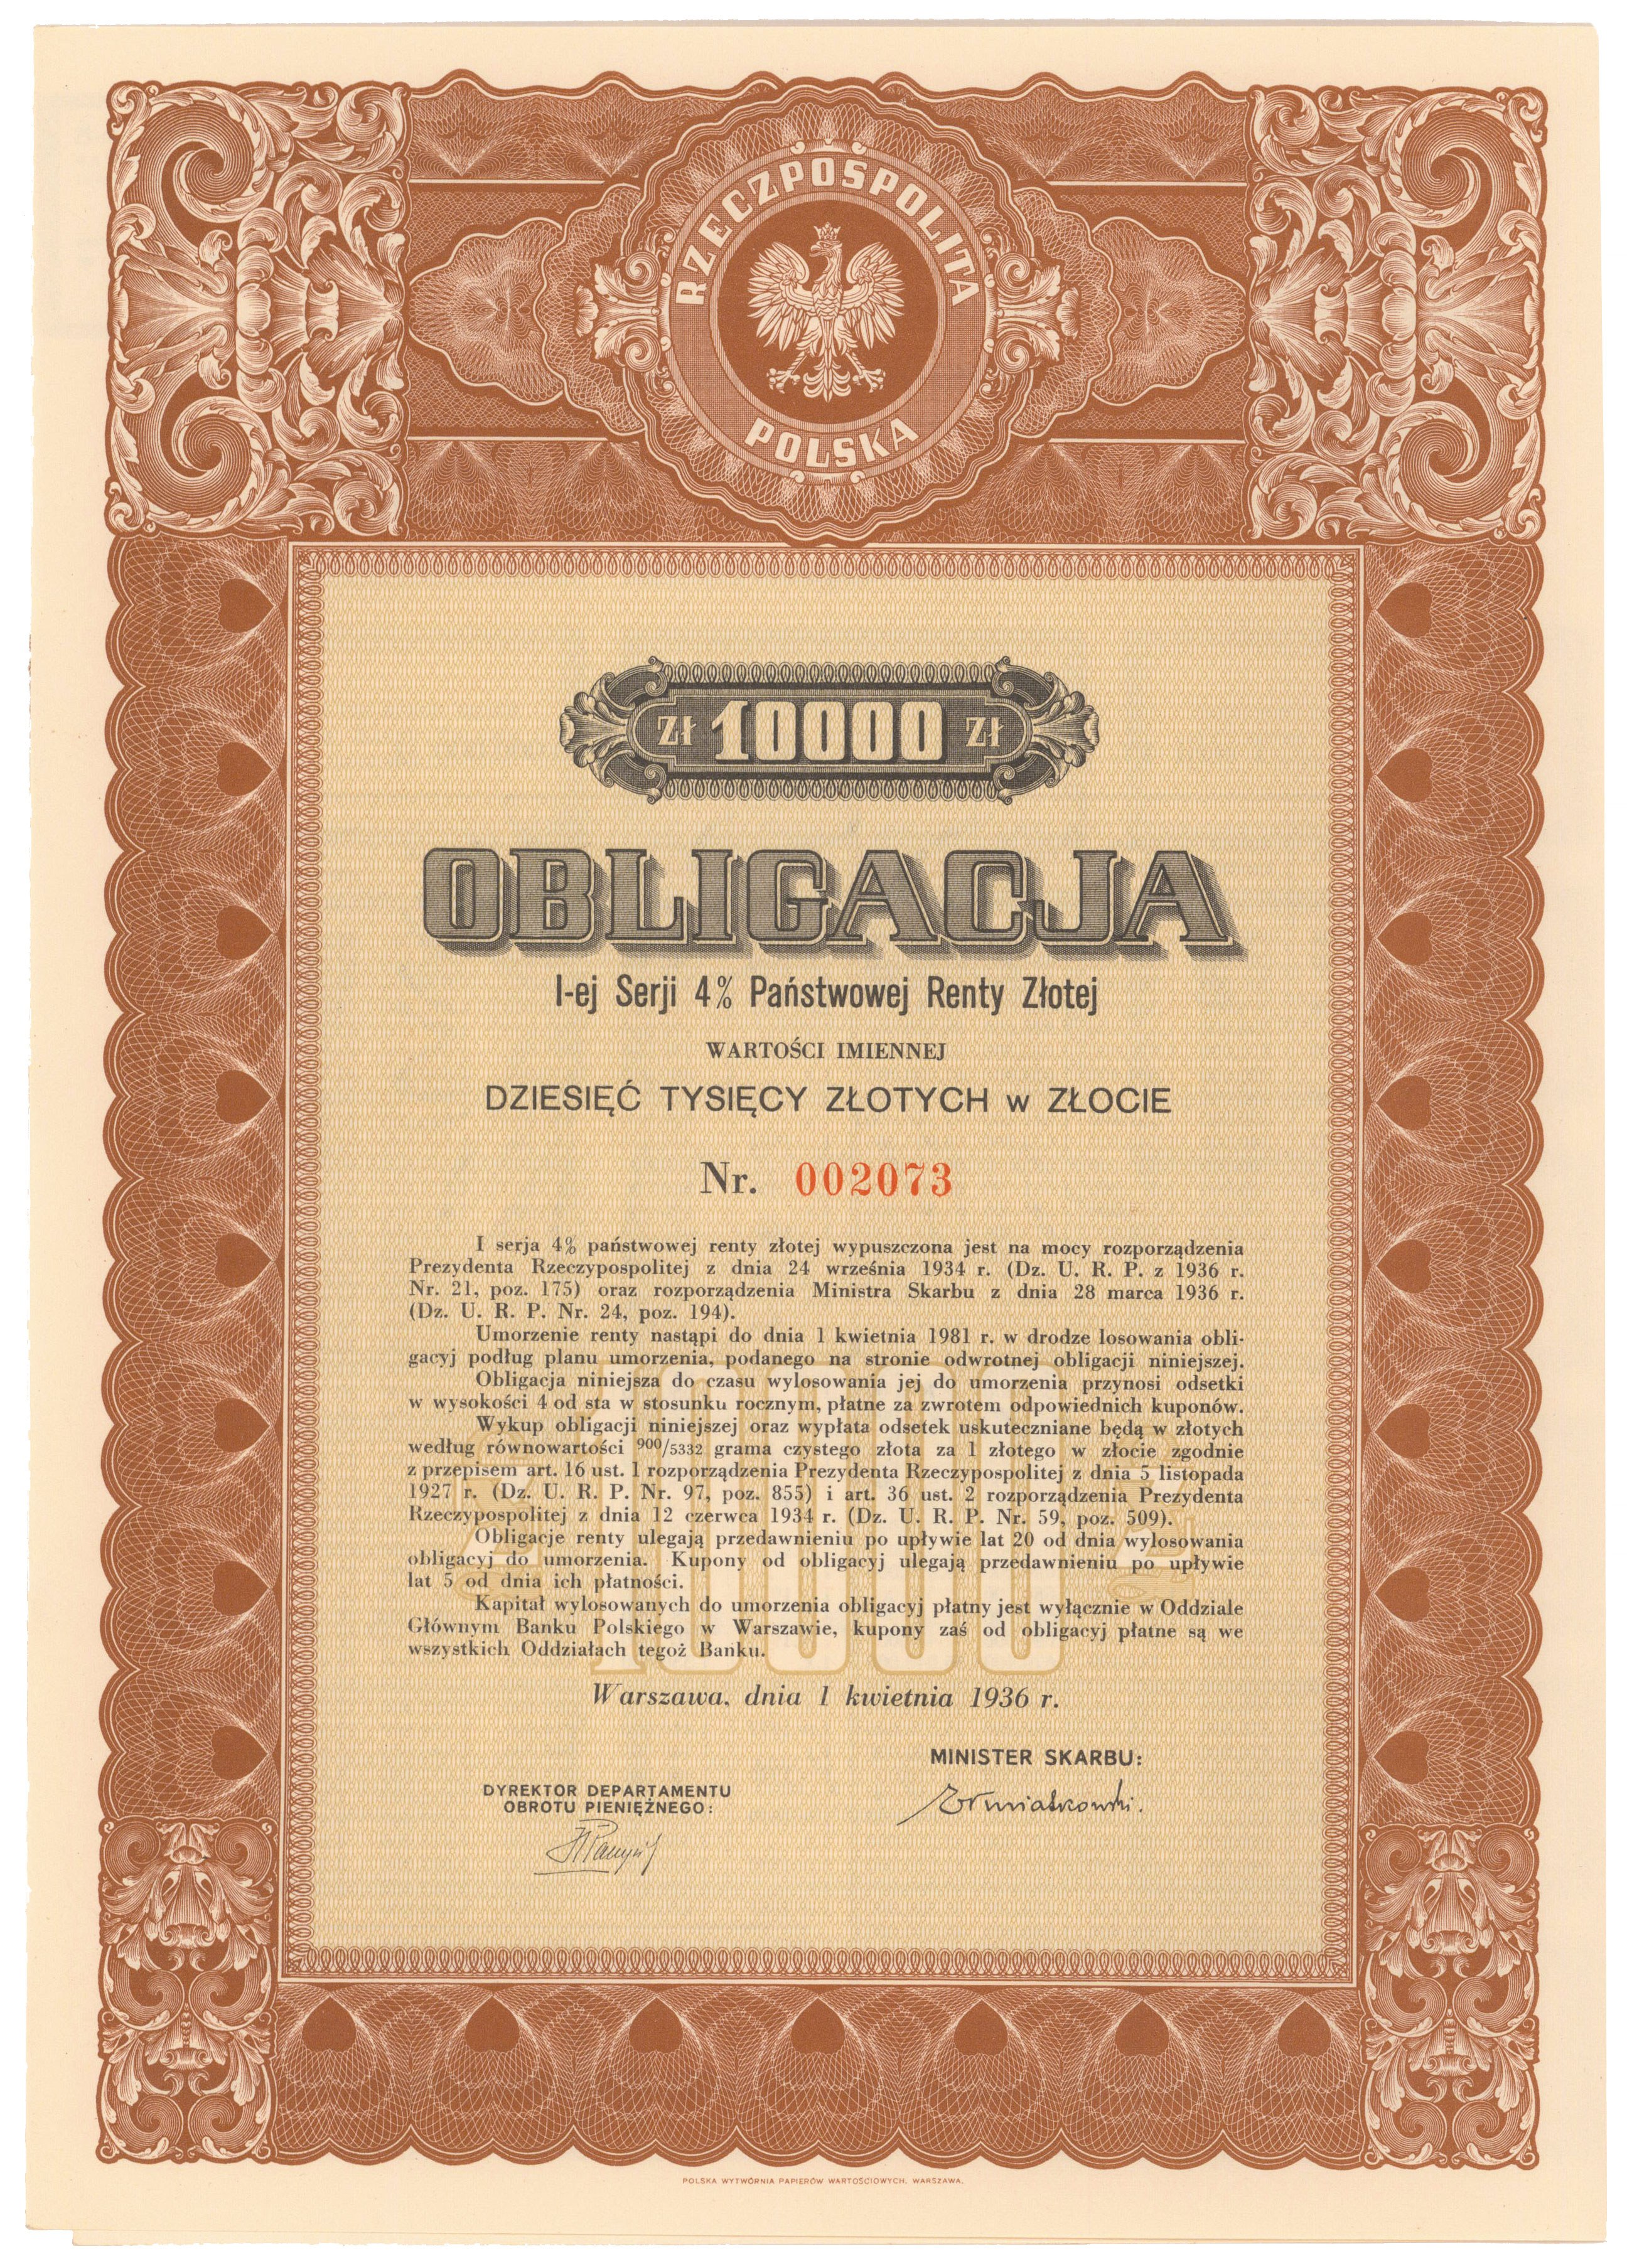 RZECZPOSPOLITA
POLSKA
Zł 10000 Zł
OBLIGACJA
I-ej Serji 4% Państwowej Renty Złotej
WARTOŚCI IMIENNEJ
DZIESIĘĆ TYSIĘCY ZŁOTYCH w ZŁOCIE
Nr. 002073
I serja 4% państwowej renty złotej wypuszczona jest na mocy rozporządzenia
Prezydenta Rzeczypospolitej z dnia 24 września 1934 r. (Dz. U. R. P. z 1936 r.
Nr. 21, poz. 175) oraz rozporządzenia Ministra Skarbu z dnia 28 marca 1936 r.
(Dz. U. R. P. Nr. 24, poz. 194).
Umorzenie renty nastąpi do dnia 1 kwietnia 1981 r. w drodze losowania obli-
gacyj podług planu umorzenia, podanego na stronie odwrotnej obligacji niniejszej.
Obligacja niniejsza do czasu wylosowania jej do umorzenia przynosi odsetki
w wysokości 4 od sta w stosunku rocznym, płatne za zwrotem odpowiednich kuponów.
Wykup obligacji niniejszej oraz wypłata odsetek uskuteczniane będą w złotych
według równowartości 900/5332 grama czystego złota za 1 złotego w złocie zgodnie
z przepisem art. 16 ust. 1 rozporządzenia Prezydenta Rzeczypospolitej z dnia 5 listopada
1927 r. (Dz. U. R. P. Nr. 97, poz. 855) i art. 36 ust. 2 rozporządzenia Prezydenta
Rzeczypospolitej z dnia 12 czerwca 1934 r. (Dz. U. R. P. Nr. 59, poz. 509).
Obligacje renty ulegają przedawnieniu po upływie lat 20 od dnia wylosowania
obligacyj do umorzenia. Kupony od obligacyj ulegają przedawnieniu po upływie
lat 5 od dnia ich płatności.
Kapitał wylosowanych do umorzenia obligacyj płatny jest wyłącznie w Oddziale
Głównym Banku Polskiego w Warszawie, kupony zaś od obligacyj płatne są we
wszystkich Oddziałach tegoż Banku.
10000
Warszawa, dnia 1 kwietnia 1936 r.
MINISTER SKARBU:
DYREKTOR DEPARTAMENTU
OBROTU PIENIĘŻNEGO:
POLSKA WYTWÓRNIA PAPIERÓW WARTOŚCIOWYCH, WARSZAWA.